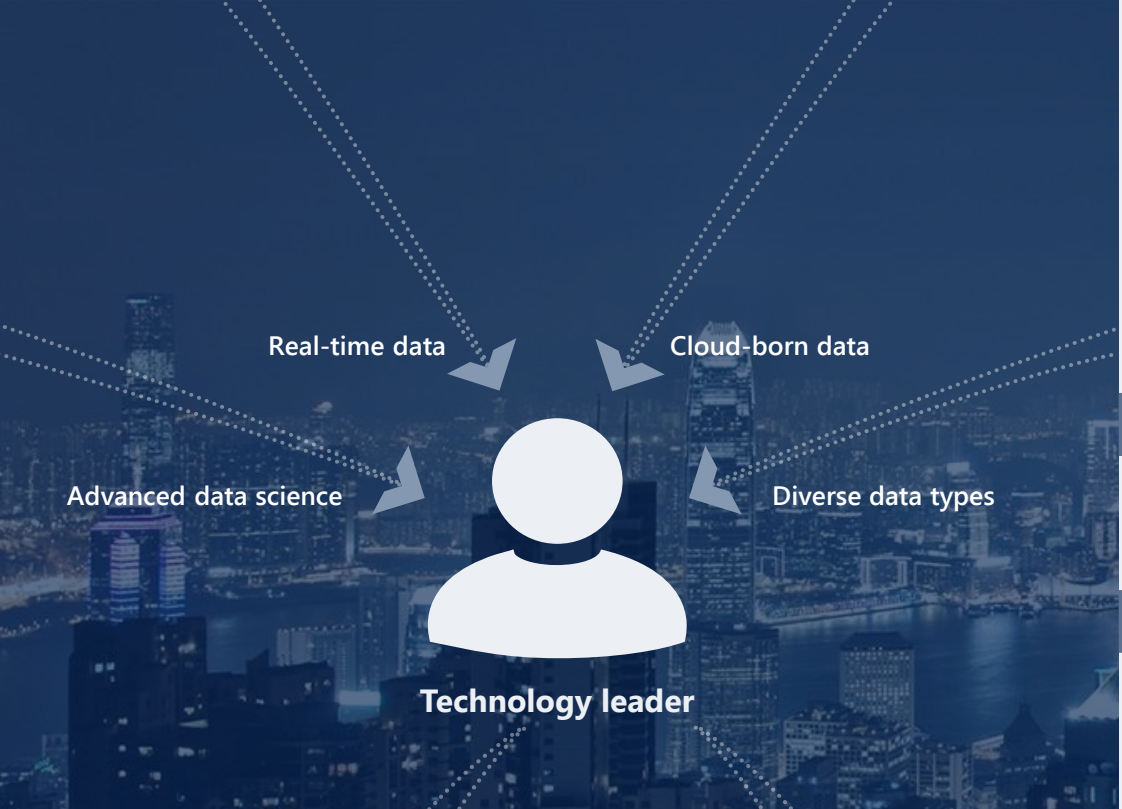 Real-time data
Cloud-born data
Advanced data science
Diverse data types
Technology leader